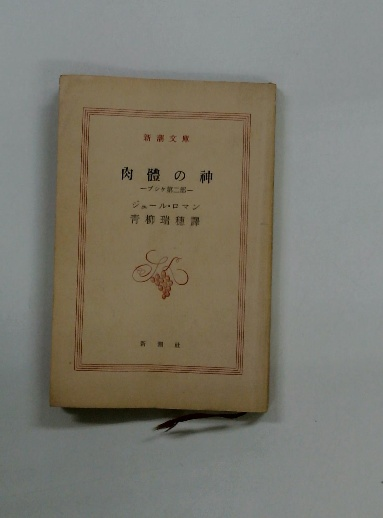 新潮文庫
肉體の神
―プシケ第二部―
ジュール・ロマン
青柳瑞穂譯
新潮社